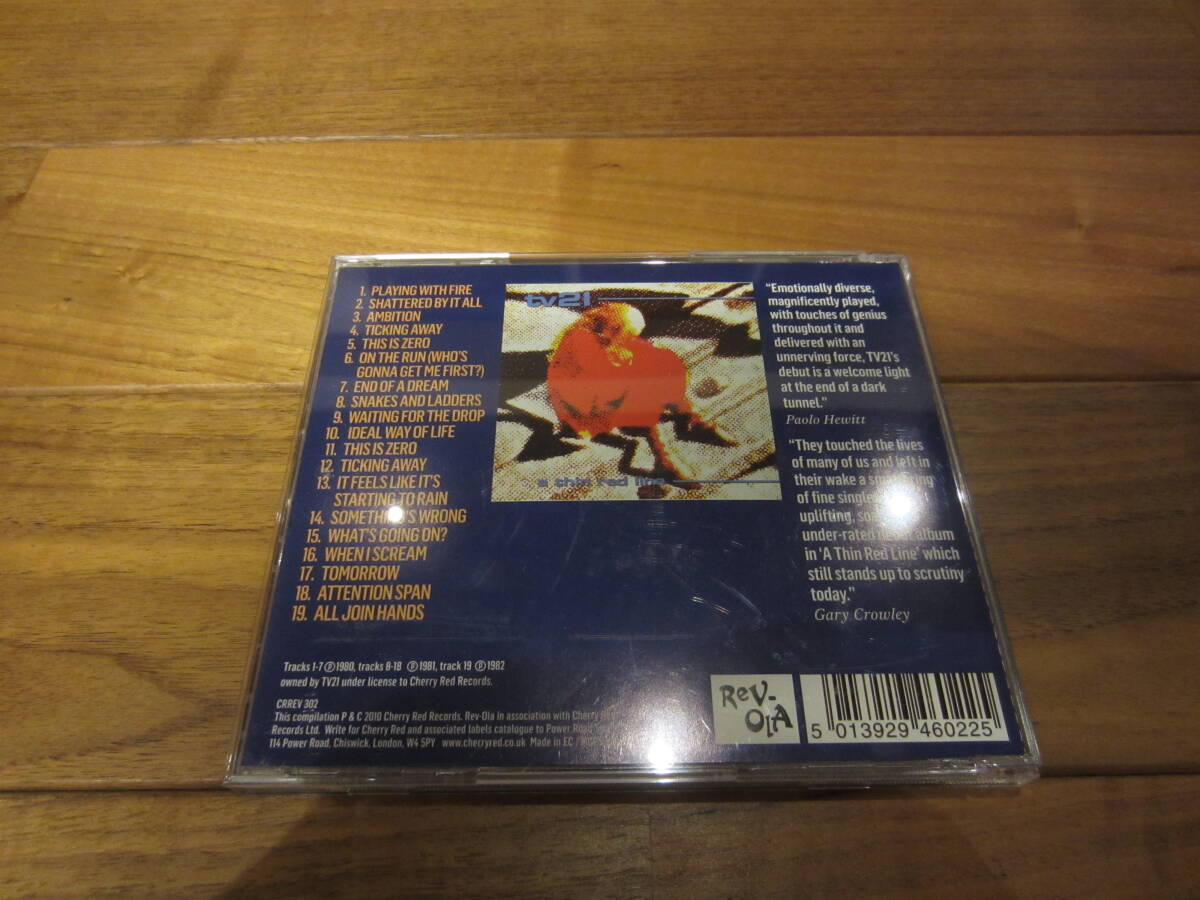 1. PLAYING WITH FIRE
2. SHATTERED BY IT ALL
3. AMBITION
4. TICKING AWAY
5. THIS IS ZERO
6. ON THE RUN (WHO'S
GONNA GET ME FIRST?)
7. END OF A DREAM
8. SNAKES AND LADDERS
9. WAITING FOR THE DROP
10. IDEAL WAY OF LIFE
11. THIS IS ZERO
12. TICKING AWAY
13. IT FEELS LIKE IT'S
STARTING TO RAIN
14. SOMETHING'S WRONG
15. WHAT'S GOING ON?
16. WHEN I SCREAM
17. TOMORROW
18. ATTENTION SPAN
19. ALL JOIN HANDS
tv21
a thin red line
"Emotionally diverse,
magnificently played,
with touches of genius
throughout it and
delivered with an
unnerving force, TV21's
debut is a welcome light
at the end of a dark
tunnel."
Paolo Hewitt
"They touched the lives
of many of us and left in
their wake a
of fine
uplifting,
under-rated album
in 'A Thin Red Line' which
still stands up to scrutiny
today."
Gary Crowley
Tracks 1-7 ℗1980, tracks 8-18 ℗1981, track 19 ℗1982
owned by TV21 under license to Cherry Red Records.
CRREV 302
This compilation P & C 2010 Cherry Red Records. Rev-Ola in association with Cherry
Records Ltd. Write for Cherry Red and associated labels catalogue to Power Road
114 Power Road, Chiswick, London, W4 5PY www.cherryred.co.uk Made in EC
ReV-
OlA
5 013929 460225